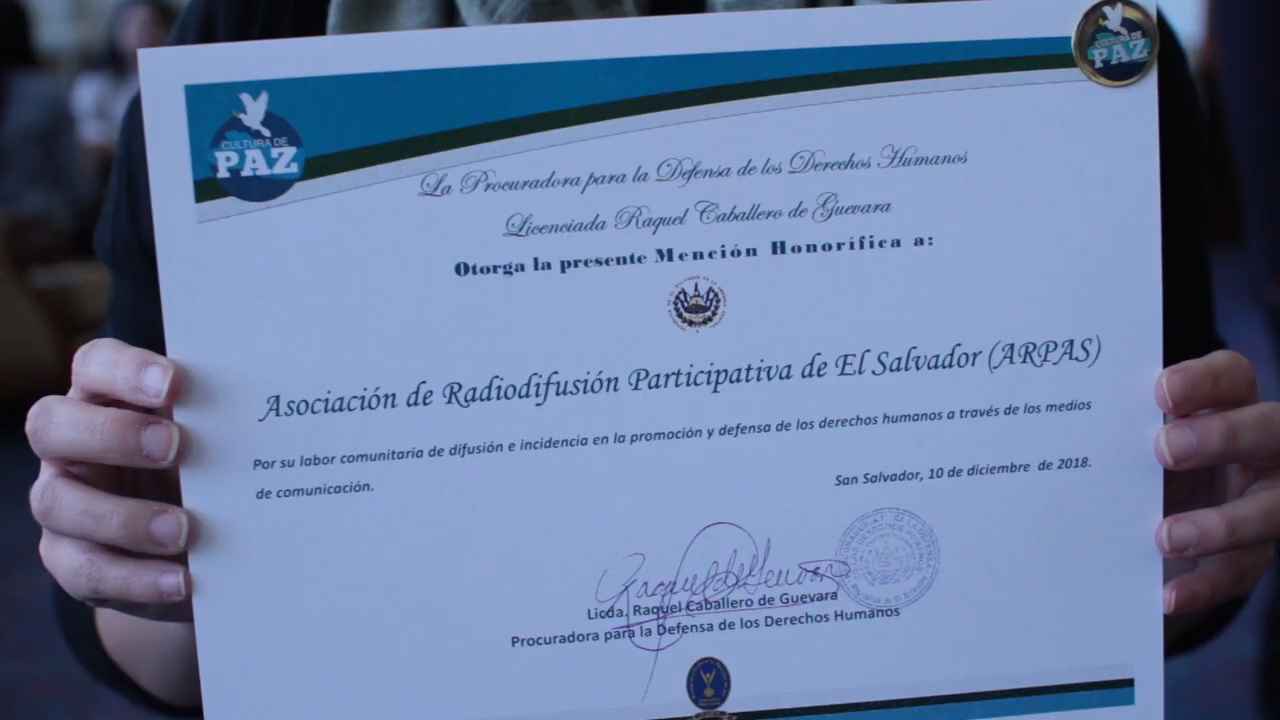 CULTURA DE
PAZ
CULTURA DE
PAZ
La Procuradora para la Defensa de los Derechos Humanos
Licenciada Raquel Caballero de Guevara
Otorga la presente Mención Honorífica a:
Asociación de Radiodifusión Participativa de El Salvador (ARPAS)
Por su labor comunitaria de difusión e incidencia en la promoción y defensa de los derechos humanos a través de los medios
de comunicación.
San Salvador, 10 de diciembre de 2018.
Licda. Raquel Caballero de Guevara
Procuradora para la Defensa de los Derechos Humanos